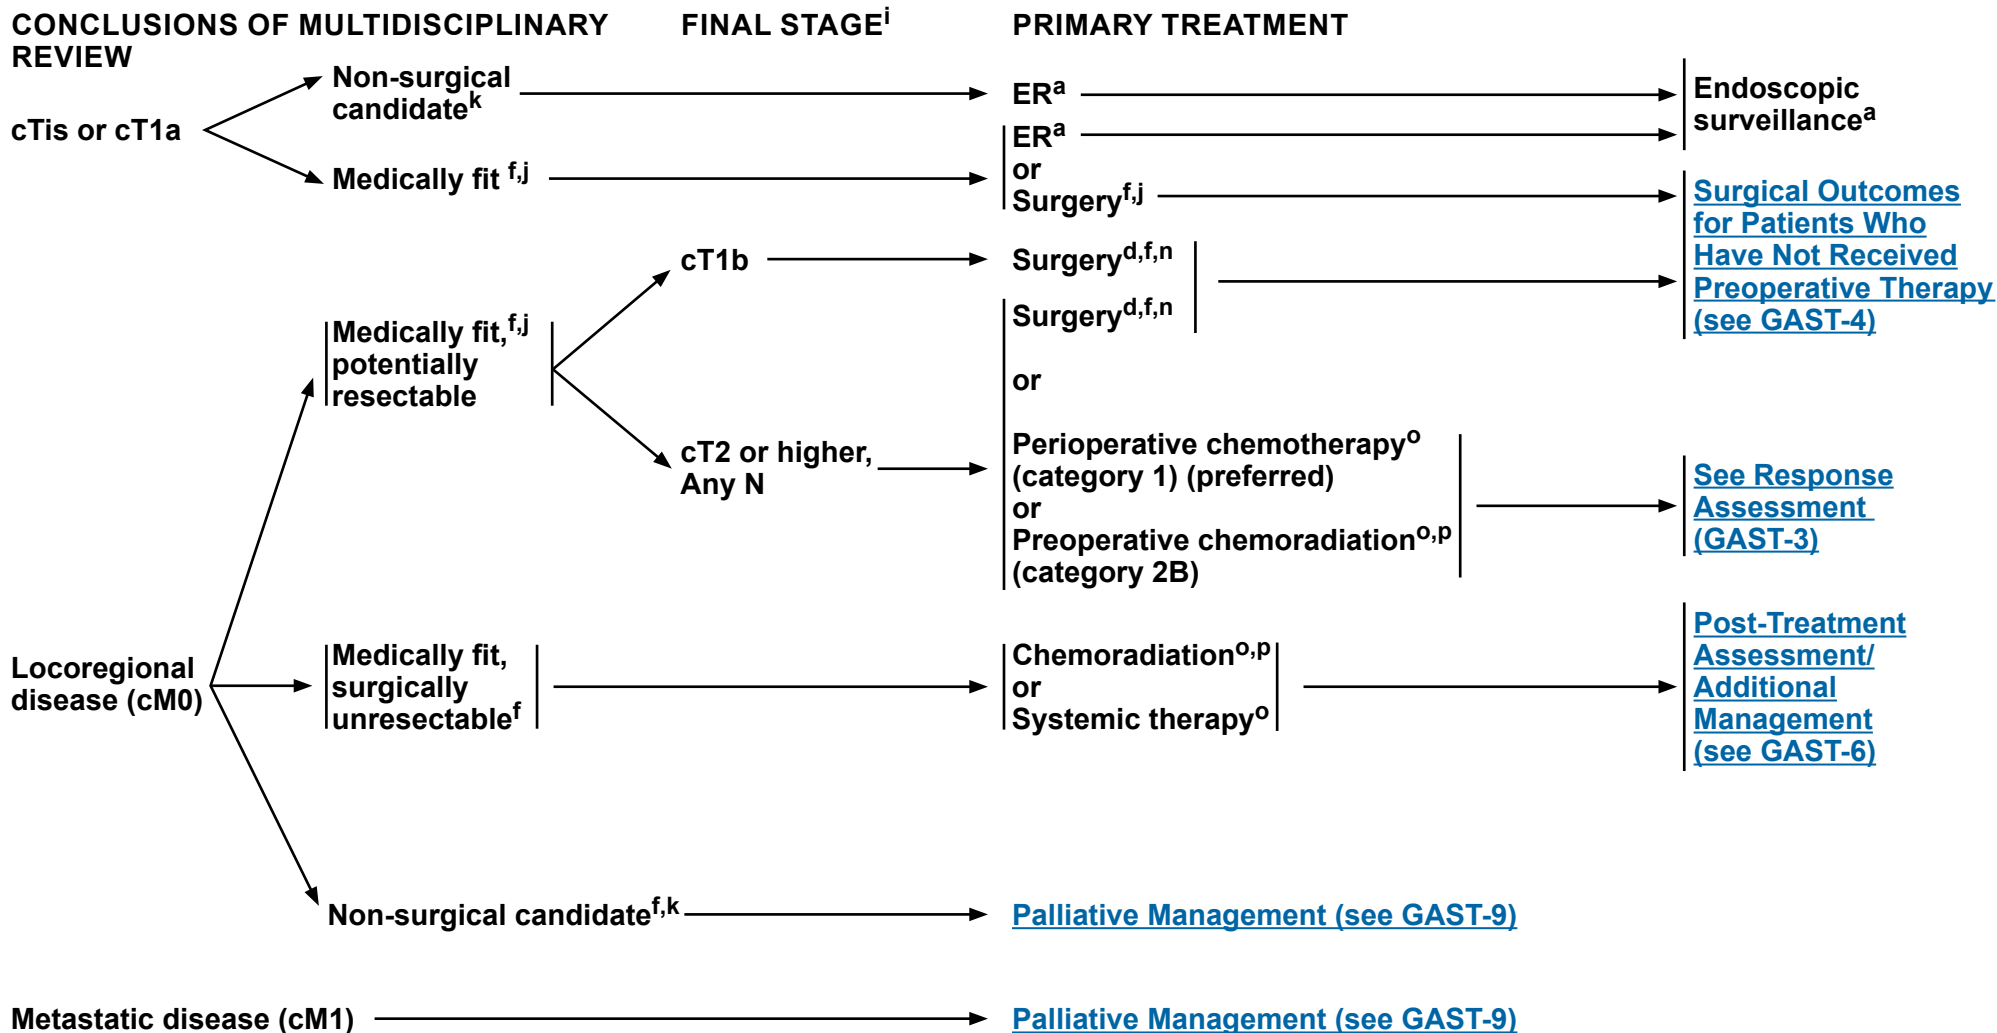 CONCLUSIONS OF MULTIDISCIPLINARY
REVIEW
FINAL STAGEⁱ
PRIMARY TREATMENT
cTis or cT1a
Non-surgical
candidateᵏ
ERᵃ
Endoscopic
surveillanceᵃ
Medically fit ᶠ,ʲ
ERᵃ
or
Surgeryᶠ,ʲ
Surgical Outcomes
for Patients Who
Have Not Received
Preoperative Therapy
(see GAST-4)
Locoregional
disease (cM0)
Medically fit,ᶠ,ʲ
potentially
resectable
cT1b
Surgeryᵈ,ᶠ,ⁿ
cT2 or higher,
Any N
Surgeryᵈ,ᶠ,ⁿ
or
Perioperative chemotherapyᵒ
(category 1) (preferred)
or
Preoperative chemoradiationᵒ,ᵖ
(category 2B)
See Response
Assessment
(GAST-3)
Medically fit,
surgically
unresectableᶠ
Chemoradiationᵒ,ᵖ
or
Systemic therapyᵒ
Post-Treatment
Assessment/
Additional
Management
(see GAST-6)
Non-surgical candidateᶠ,ᵏ
Palliative Management (see GAST-9)
Metastatic disease (cM1)
Palliative Management (see GAST-9)